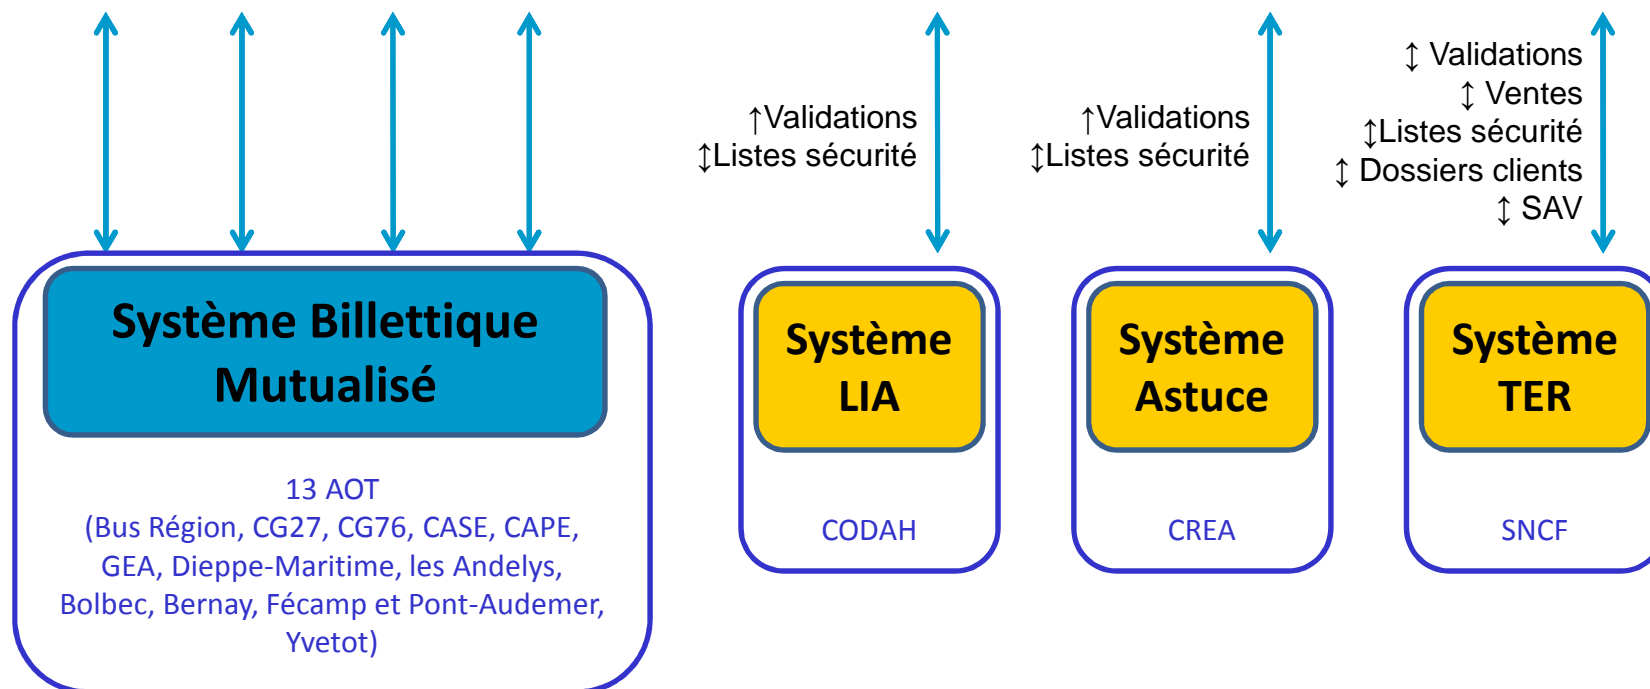 ↑Validations
↕Listes sécurité
↑Validations
↕Listes sécurité
↕ Validations
↕ Ventes
↕Listes sécurité
↕ Dossiers clients
↕ SAV
Système Billettique
Mutualisé
13 AOT
(Bus Région, CG27, CG76, CASE, CAPE,
GEA, Dieppe-Maritime, les Andelys,
Bolbec, Bernay, Fécamp et Pont-Audemer,
Yvetot)
Système
LIA
CODAH
Système
Astuce
CREA
Système
TER
SNCF